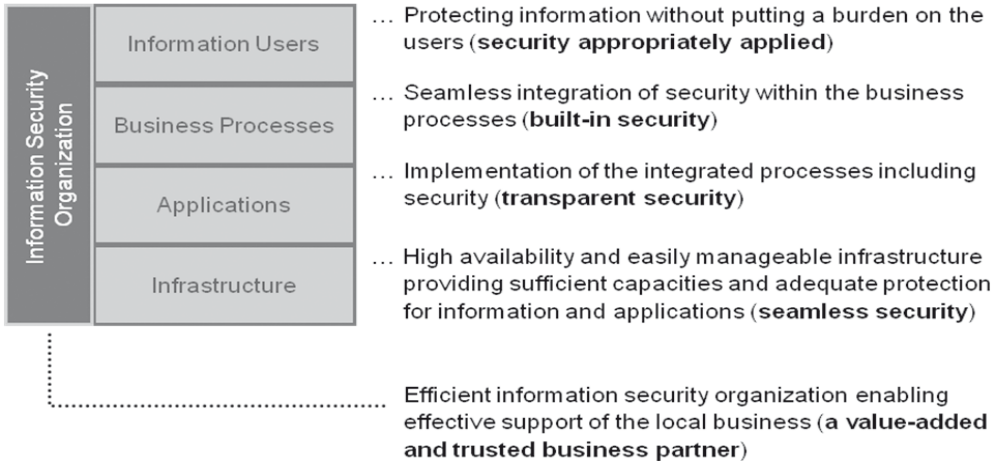 Information Security
Organization
Information Users
… Protecting information without putting a burden on the
users (security appropriately applied)
Business Processes
… Seamless integration of security within the business
processes (built-in security)
Applications
… Implementation of the integrated processes including
security (transparent security)
Infrastructure
… High availability and easily manageable infrastructure
providing sufficient capacities and adequate protection
for information and applications (seamless security)
Efficient information security organization enabling
effective support of the local business (a value-added
and trusted business partner)